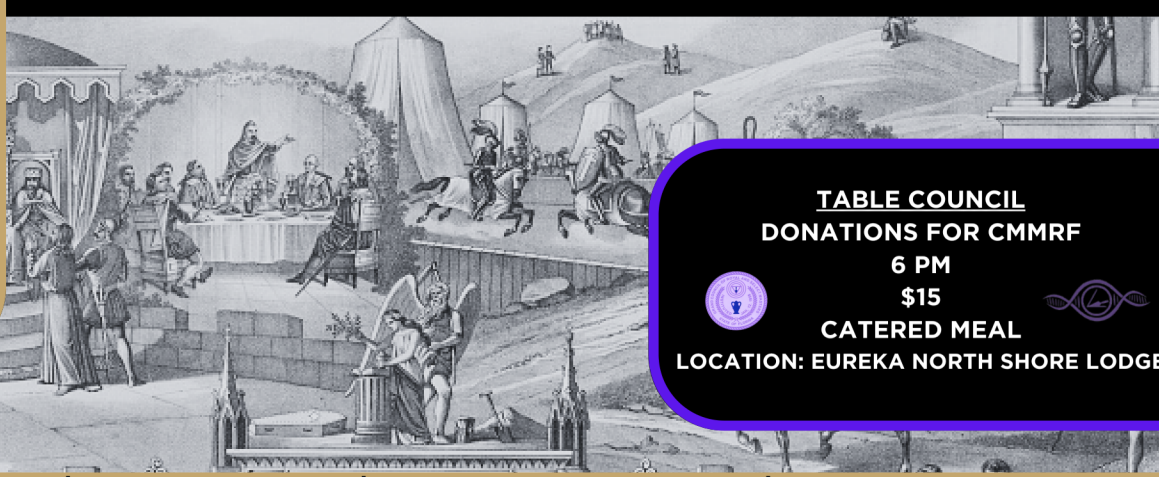 TABLE COUNCIL
DONATIONS FOR CMMRF
6 PM
$15
CATERED MEAL
LOCATION: EUREKA NORTH SHORE LODGE